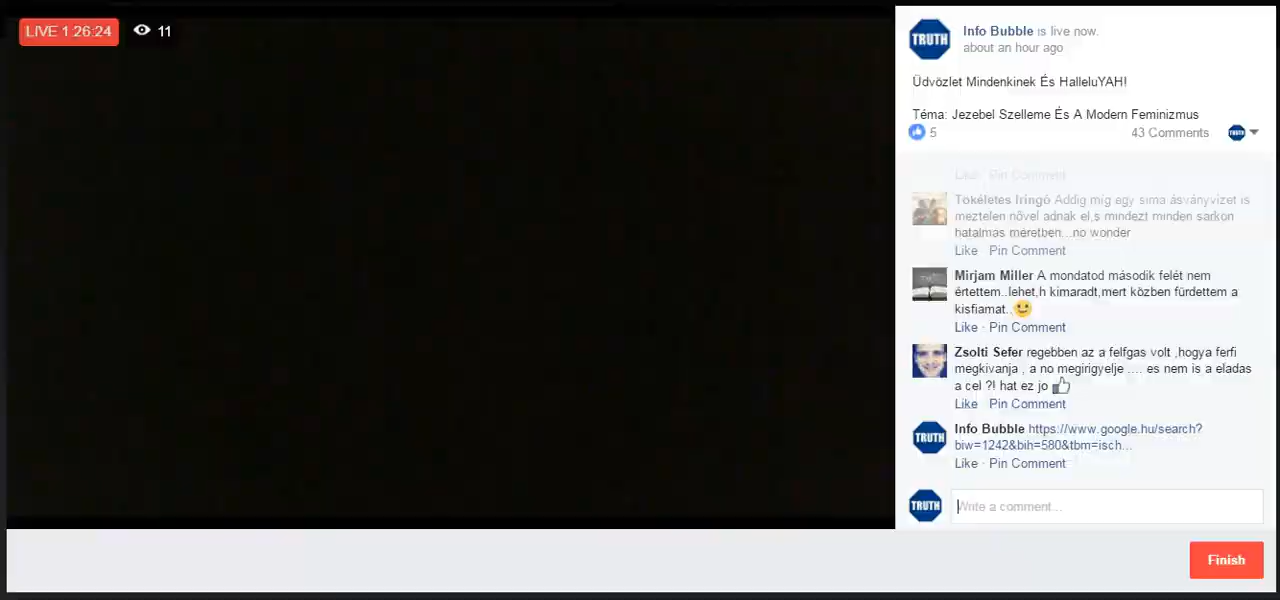 LIVE 1:26:24
11
TRUTH
Info Bubble is live now.
about an hour ago
Üdvözlet Mindenkinek És HalleluYAH!
Téma: Jezebel Szelleme És A Modern Feminizmus
5
43 Comments
TRUTH
Like · Pin Comment
Tökéletes Iringó Addig míg egy sima ásványvizet is
meztelen nővel adnak el,s mindezt minden sarkon
hatalmas méretben...no wonder
Like · Pin Comment
Mirjam Miller A mondatod második felét nem
értettem..lehet,h kimaradt,mert közben fürdettem a
kisfiamat..
Like · Pin Comment
Zsolti Sefer regebben az a felfgas volt ,hogya ferfi
megkivanja , a no megirigyelje .... es nem is a eladas
a cel ?! hat ez jo
Like · Pin Comment
TRUTH
Info Bubble https://www.google.hu/search?
biw=1242&bih=580&tbm=isch...
Like · Pin Comment
TRUTH
Write a comment...
Finish